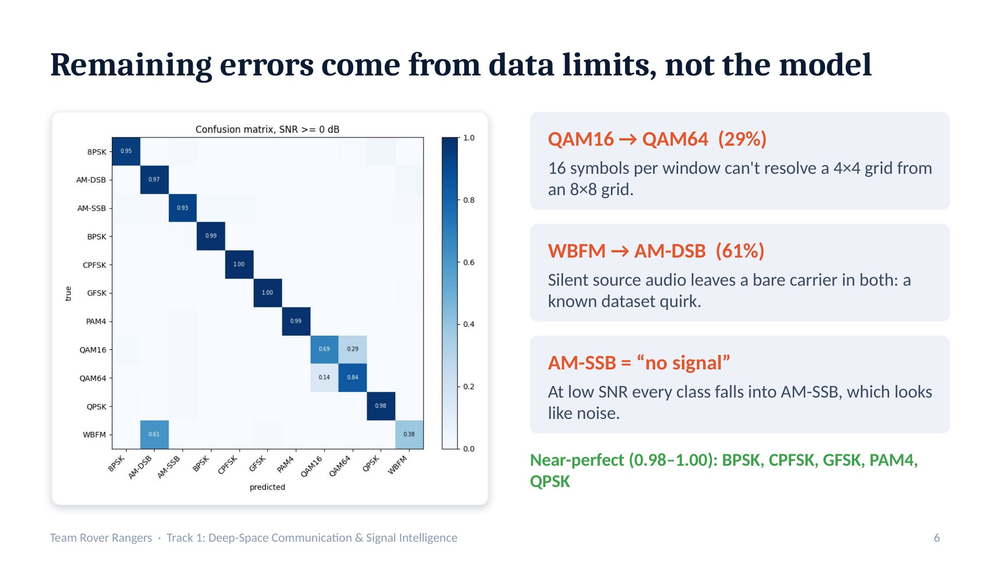 Remaining errors come from data limits, not the model
Confusion matrix, SNR >= 0 dB
true
8PSK
AM-DSB
AM-SSB
BPSK
CPFSK
GFSK
PAM4
QAM16
QAM64
QPSK
WBFM
0.95
0.97
0.93
0.99
1.00
1.00
0.99
0.69 0.29
0.14 0.84
0.98
0.61 0.38
8PSK AM-DSB AM-SSB BPSK CPFSK GFSK PAM4 QAM16 QAM64 QPSK WBFM
predicted
1.0
0.8
0.6
0.4
0.2
0.0
QAM16 → QAM64 (29%)
16 symbols per window can't resolve a 4×4 grid from
an 8×8 grid.
WBFM → AM-DSB (61%)
Silent source audio leaves a bare carrier in both: a
known dataset quirk.
AM-SSB = “no signal”
At low SNR every class falls into AM-SSB, which looks
like noise.
Near-perfect (0.98–1.00): BPSK, CPFSK, GFSK, PAM4,
QPSK
Team Rover Rangers · Track 1: Deep-Space Communication & Signal Intelligence
6